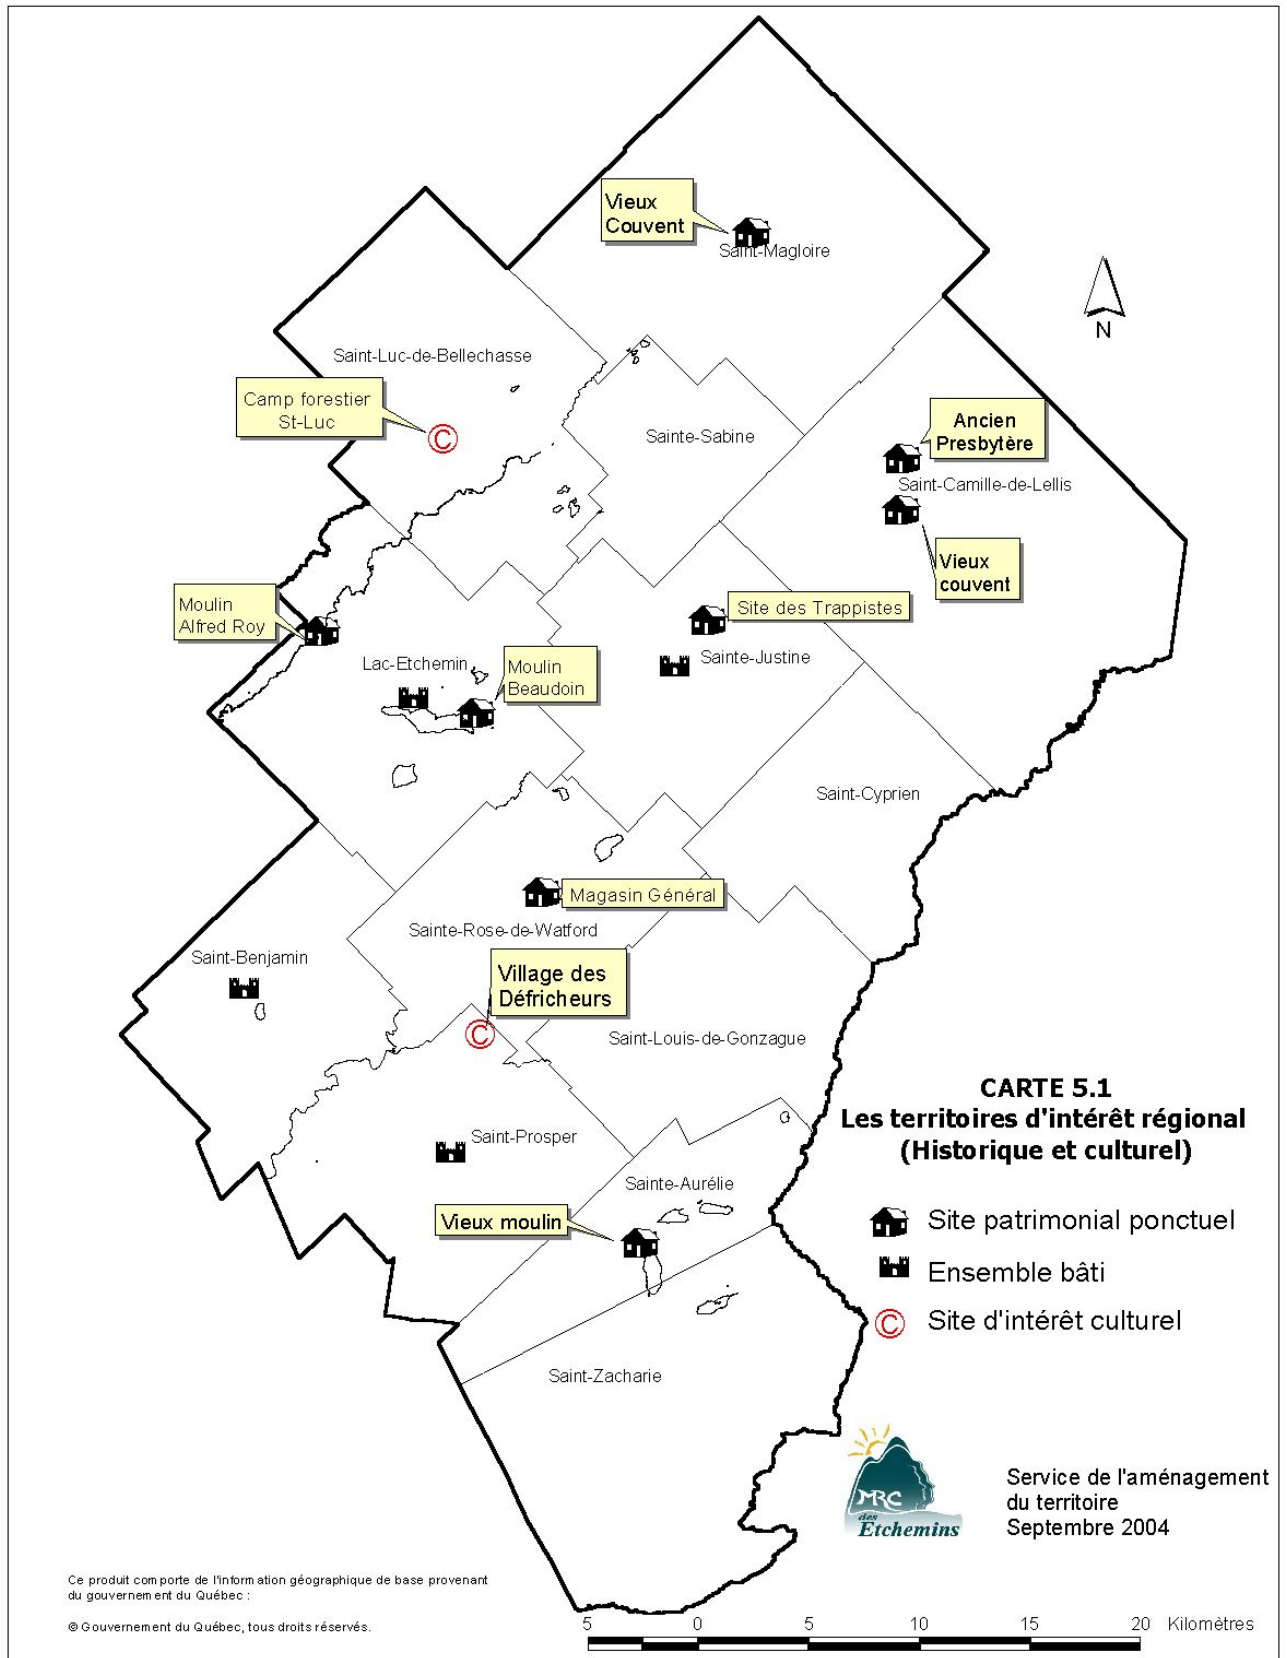 Vieux
Couvent
Saint-Magloire
N
Saint-Luc-de-Bellechasse
Camp forestier
St-Luc
Sainte-Sabine
Ancien
Presbytère
Saint-Camille-de-Lellis
Vieux
couvent
Moulin
Alfred Roy
Site des Trappistes
Sainte-Justine
Lac-Etchemin
Moulin
Beaudoin
Saint-Cyprien
Magasin Général
Sainte-Rose-de-Watford
Saint-Benjamin
Village des
Défricheurs
Saint-Louis-de-Gonzague
CARTE 5.1
Les territoires d'intérêt régional
(Historique et culturel)
Saint-Prosper
Sainte-Aurélie
Vieux moulin
Site patrimonial ponctuel
Ensemble bâti
© Site d'intérêt culturel
Saint-Zacharie
MRC
des
Etchemins
Service de l'aménagement
du territoire
Septembre 2004
Ce produit comporte de l'information géographique de base provenant
du gouvernement du Québec :
© Gouvernement du Québec, tous droits réservés.
5 0 5 10 15 20 Kilomètres